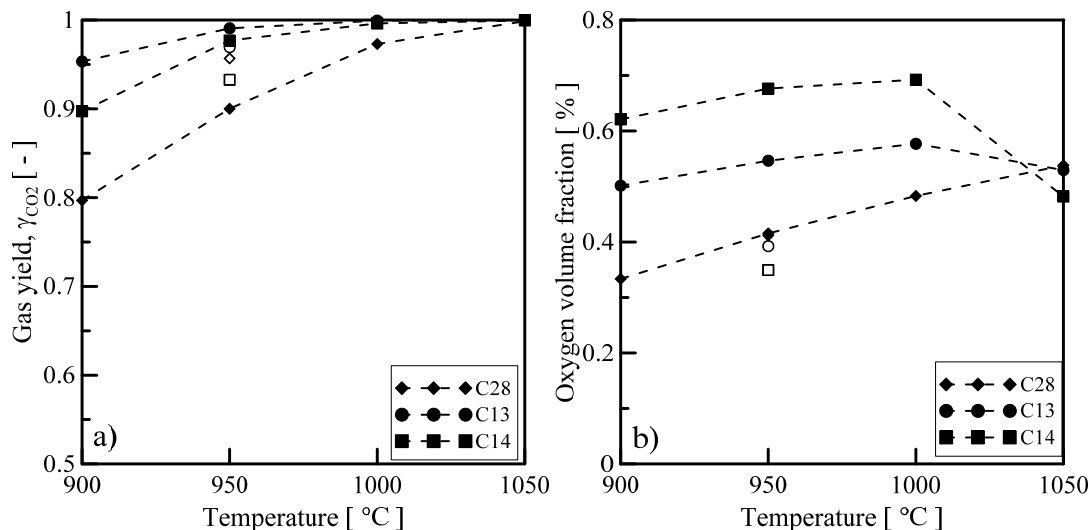 Gas yield, γCO2 [ - ]
1
0.9
0.8
0.7
0.6
0.5
900
950
1000
1050
Temperature [ °C ]
a)
C28
C13
C14
Oxygen volume fraction [ % ]
0.8
0.6
0.4
0.2
0
900
950
1000
1050
Temperature [ °C ]
b)
C28
C13
C14